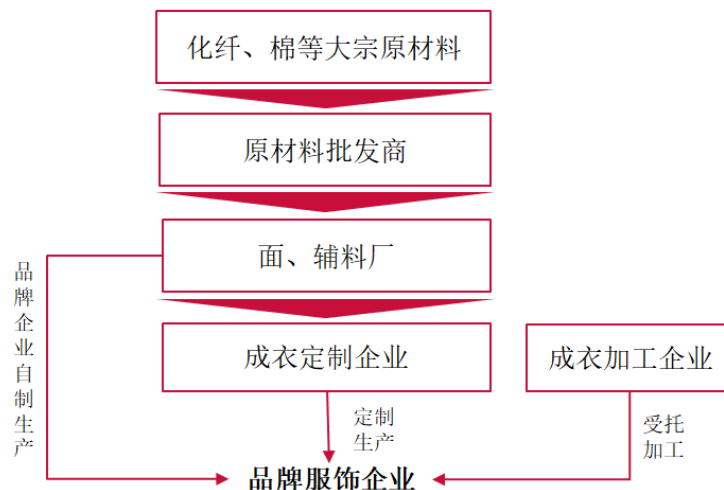 化纤、棉等大宗原材料
原材料批发商
面、辅料厂
品牌企业自制生产
成衣定制企业
成衣加工企业
定制
生产
受托
加工
品牌服饰企业